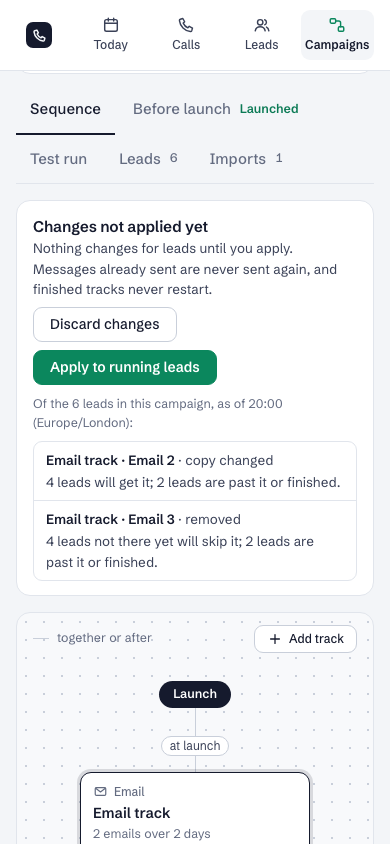 Today
Calls
Leads
Campaigns
Sequence
Before launch Launched
Test run
Leads 6
Imports 1
Changes not applied yet
Nothing changes for leads until you apply.
Messages already sent are never sent again, and
finished tracks never restart.
Discard changes
Apply to running leads
Of the 6 leads in this campaign, as of 20:00
(Europe/London):
Email track · Email 2 · copy changed
4 leads will get it; 2 leads are past it or finished.
Email track · Email 3 · removed
4 leads not there yet will skip it; 2 leads are
past it or finished.
together or after
+ Add track
Launch
at launch
Email
Email track
2 emails over 2 days